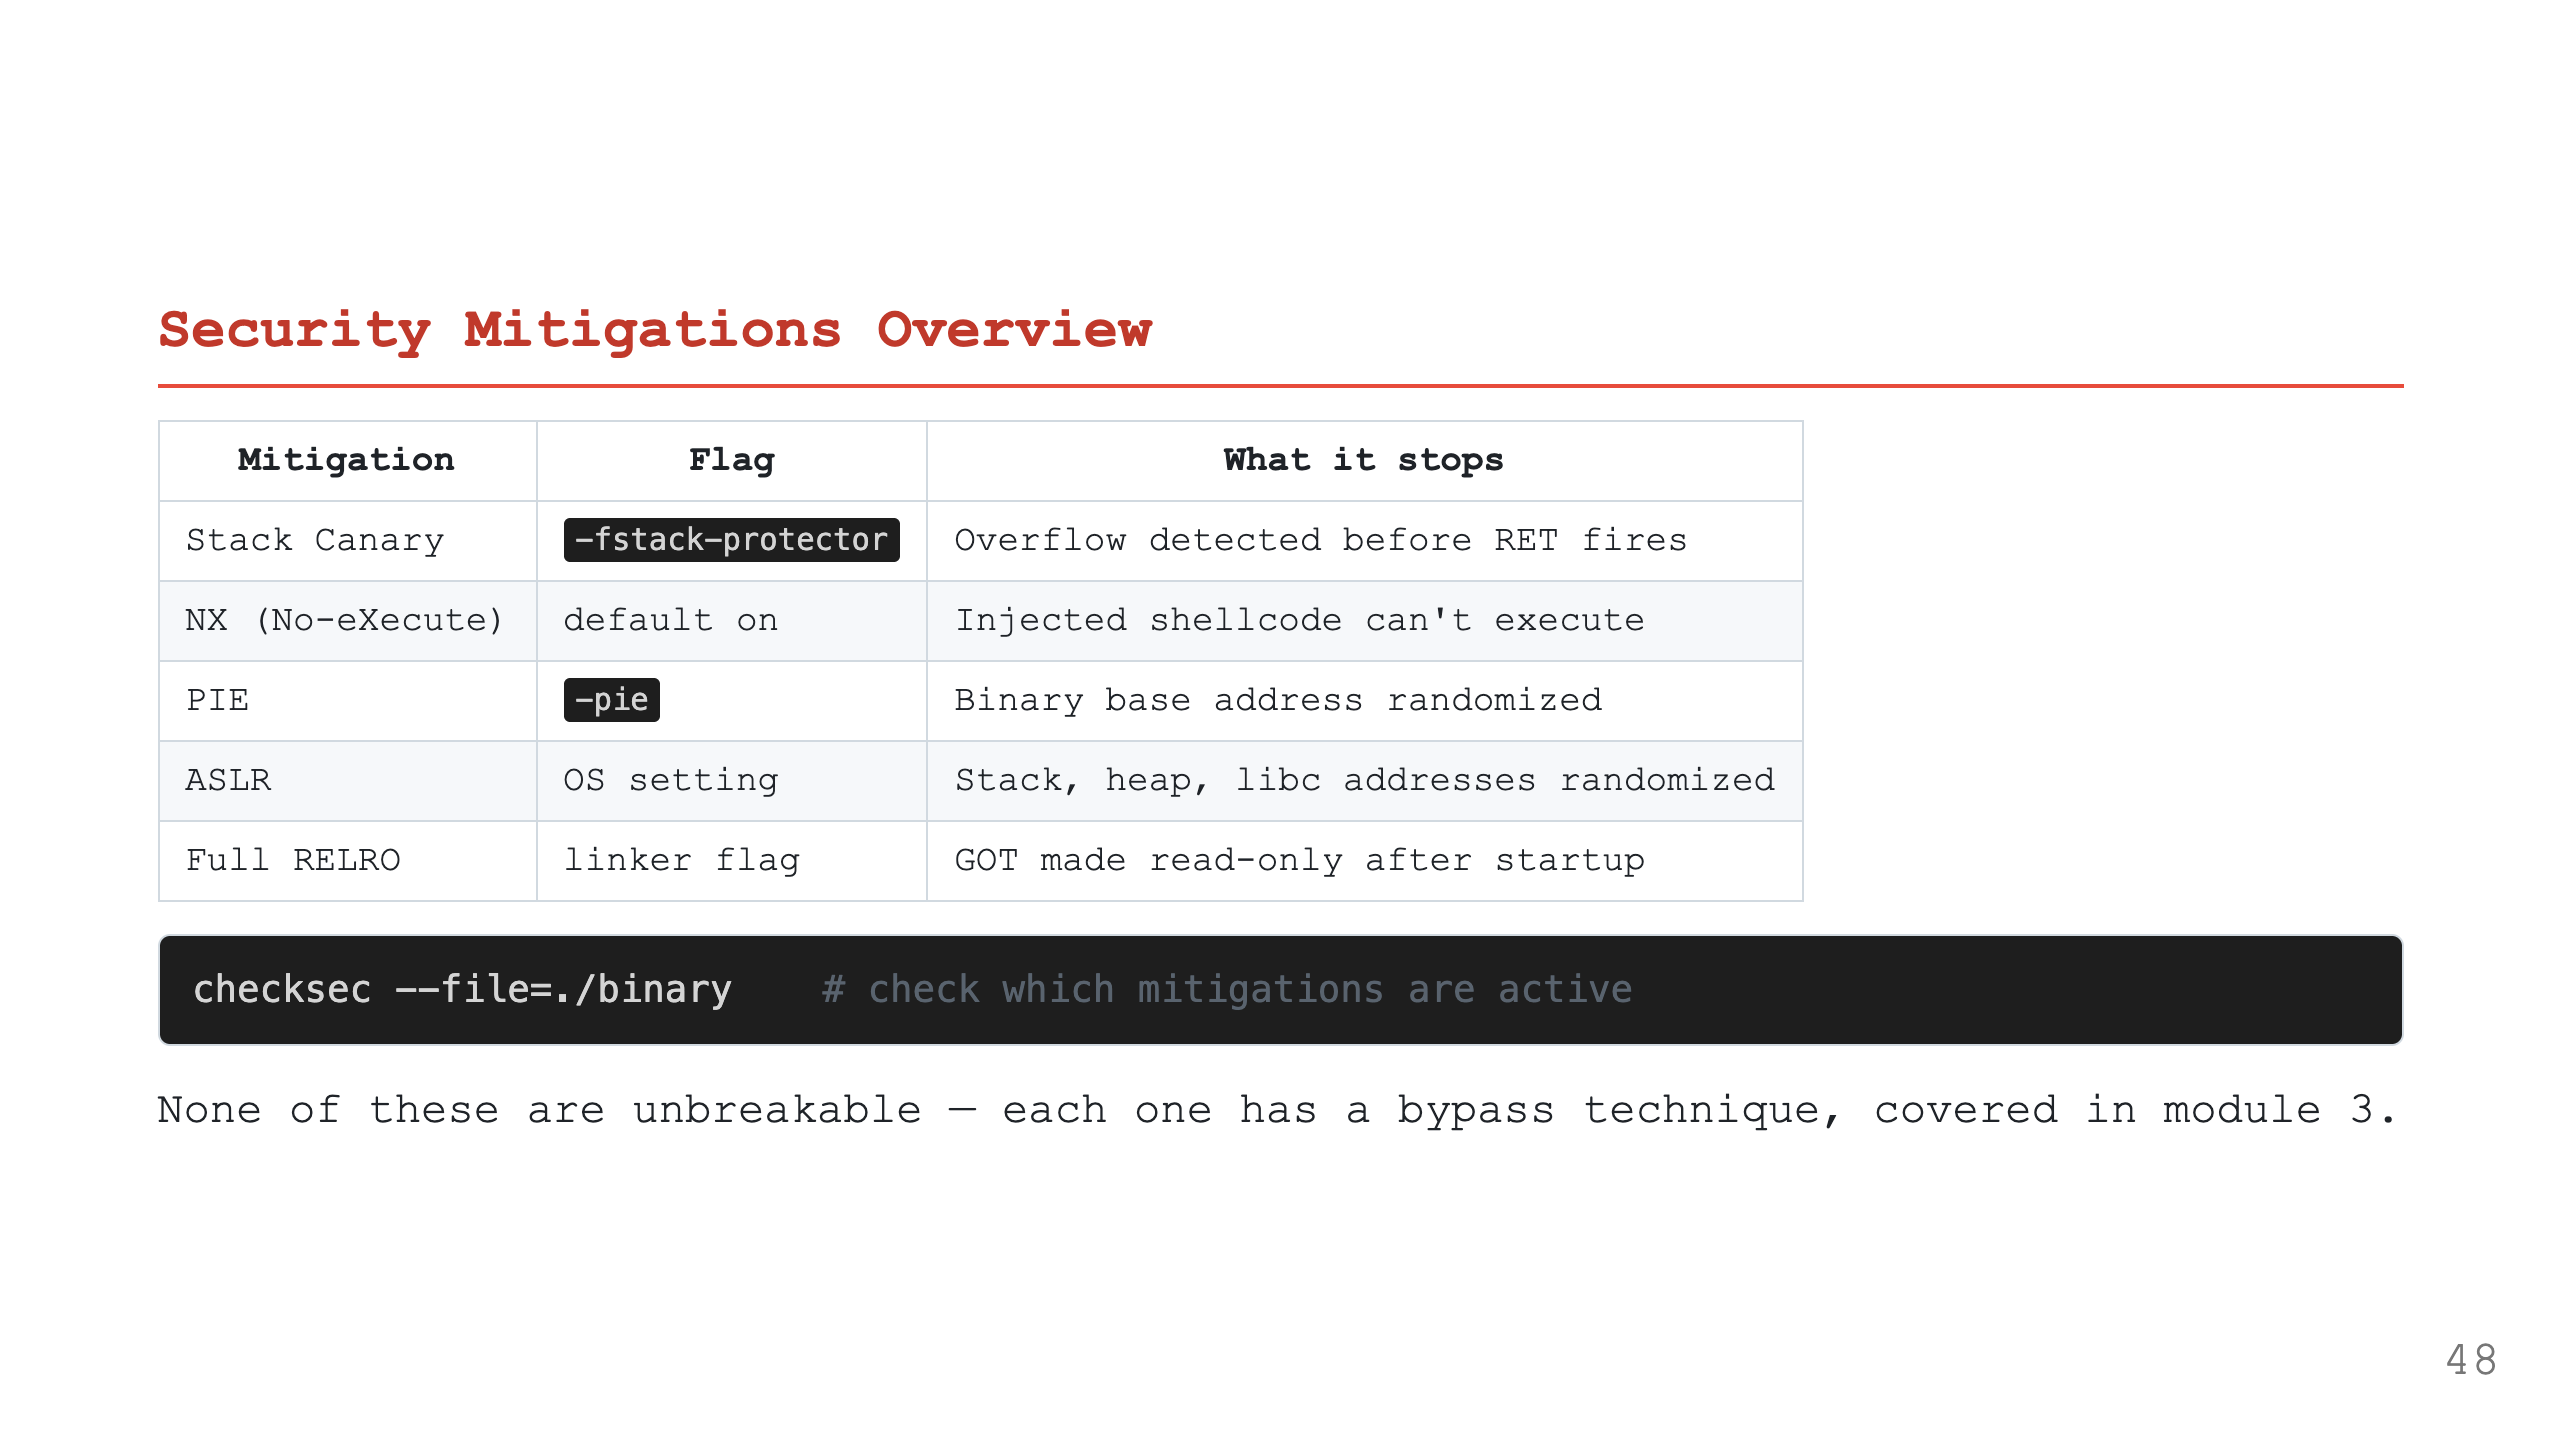 Security Mitigations Overview
Mitigation Flag What it stops
Stack Canary -fstack-protector Overflow detected before RET fires
NX (No-eXecute) default on Injected shellcode can't execute
PIE -pie Binary base address randomized
ASLR OS setting Stack, heap, libc addresses randomized
Full RELRO linker flag GOT made read-only after startup
checksec --file=./binary    # check which mitigations are active
None of these are unbreakable — each one has a bypass technique, covered in module 3.
48